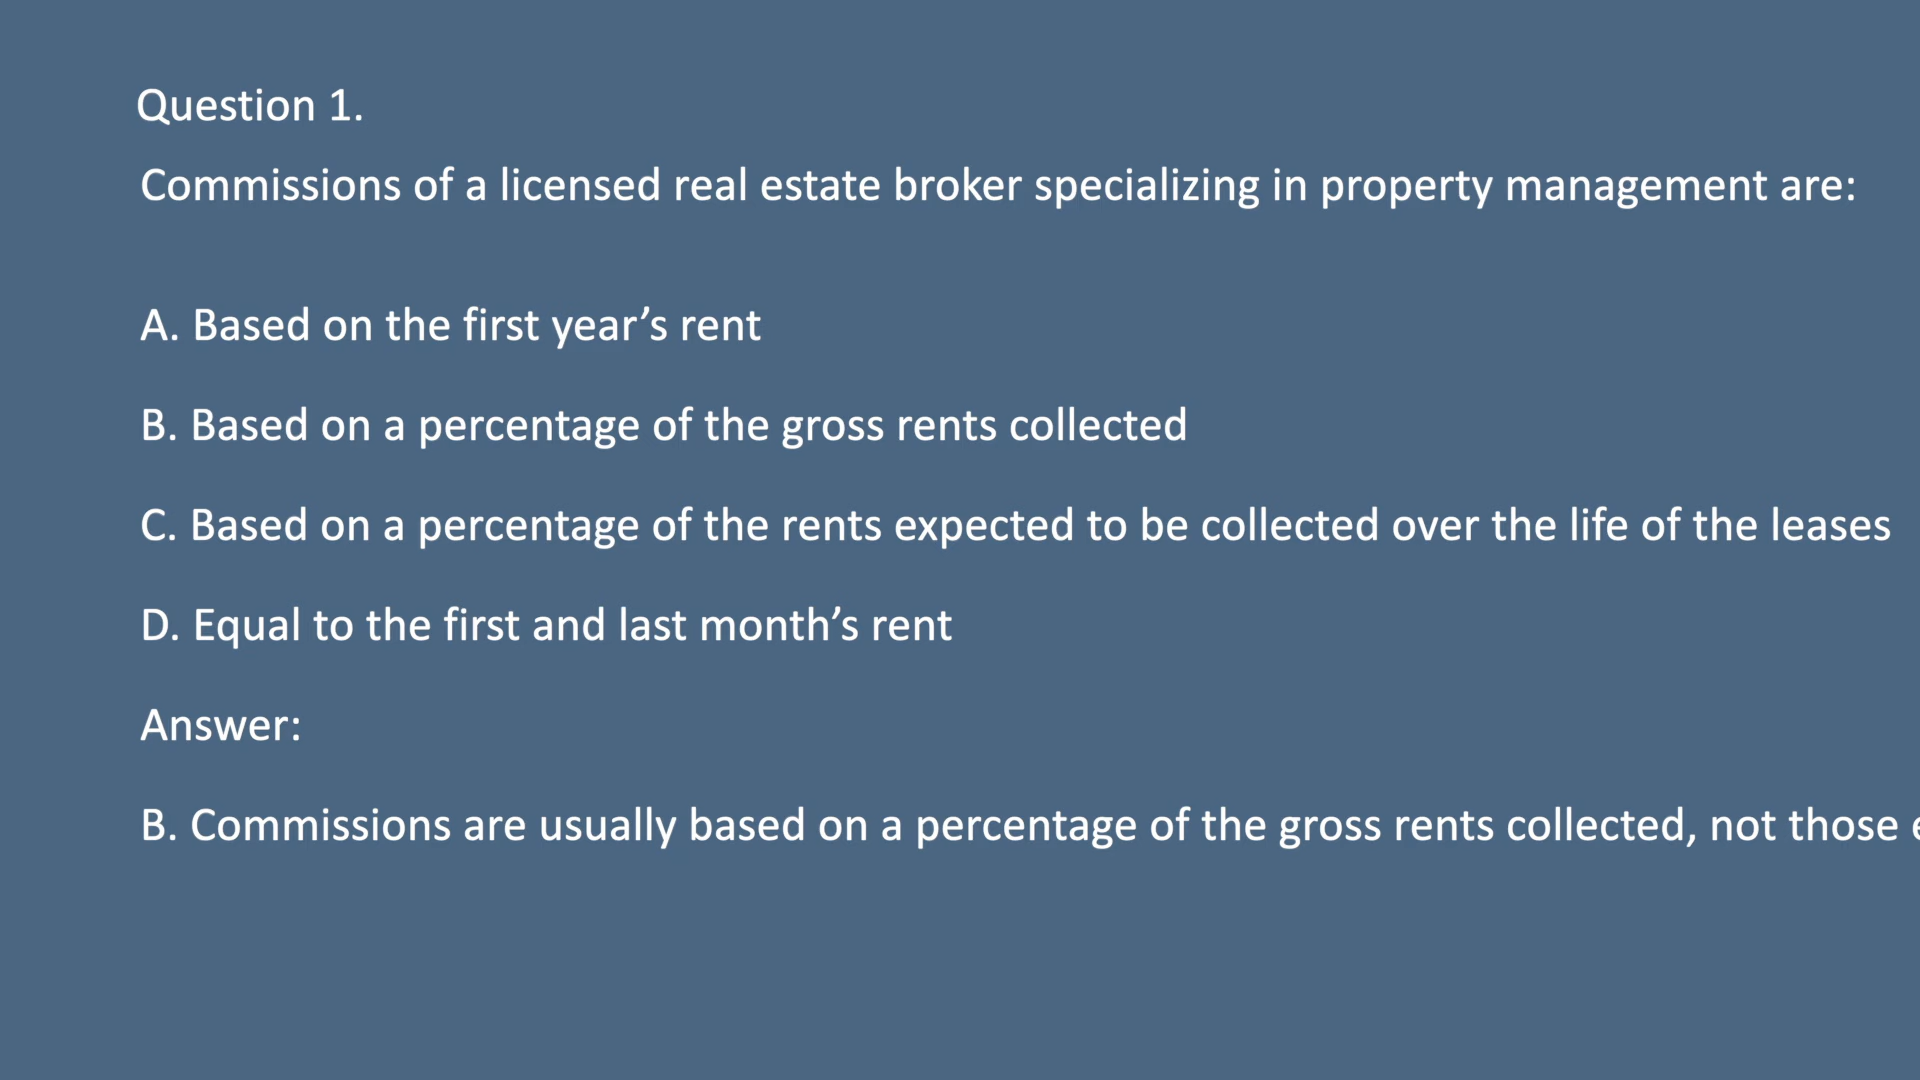 Question 1.
Commissions of a licensed real estate broker specializing in property management are:
A. Based on the first year’s rent
B. Based on a percentage of the gross rents collected
C. Based on a percentage of the rents expected to be collected over the life of the leases
D. Equal to the first and last month’s rent
Answer:
B. Commissions are usually based on a percentage of the gross rents collected, not those